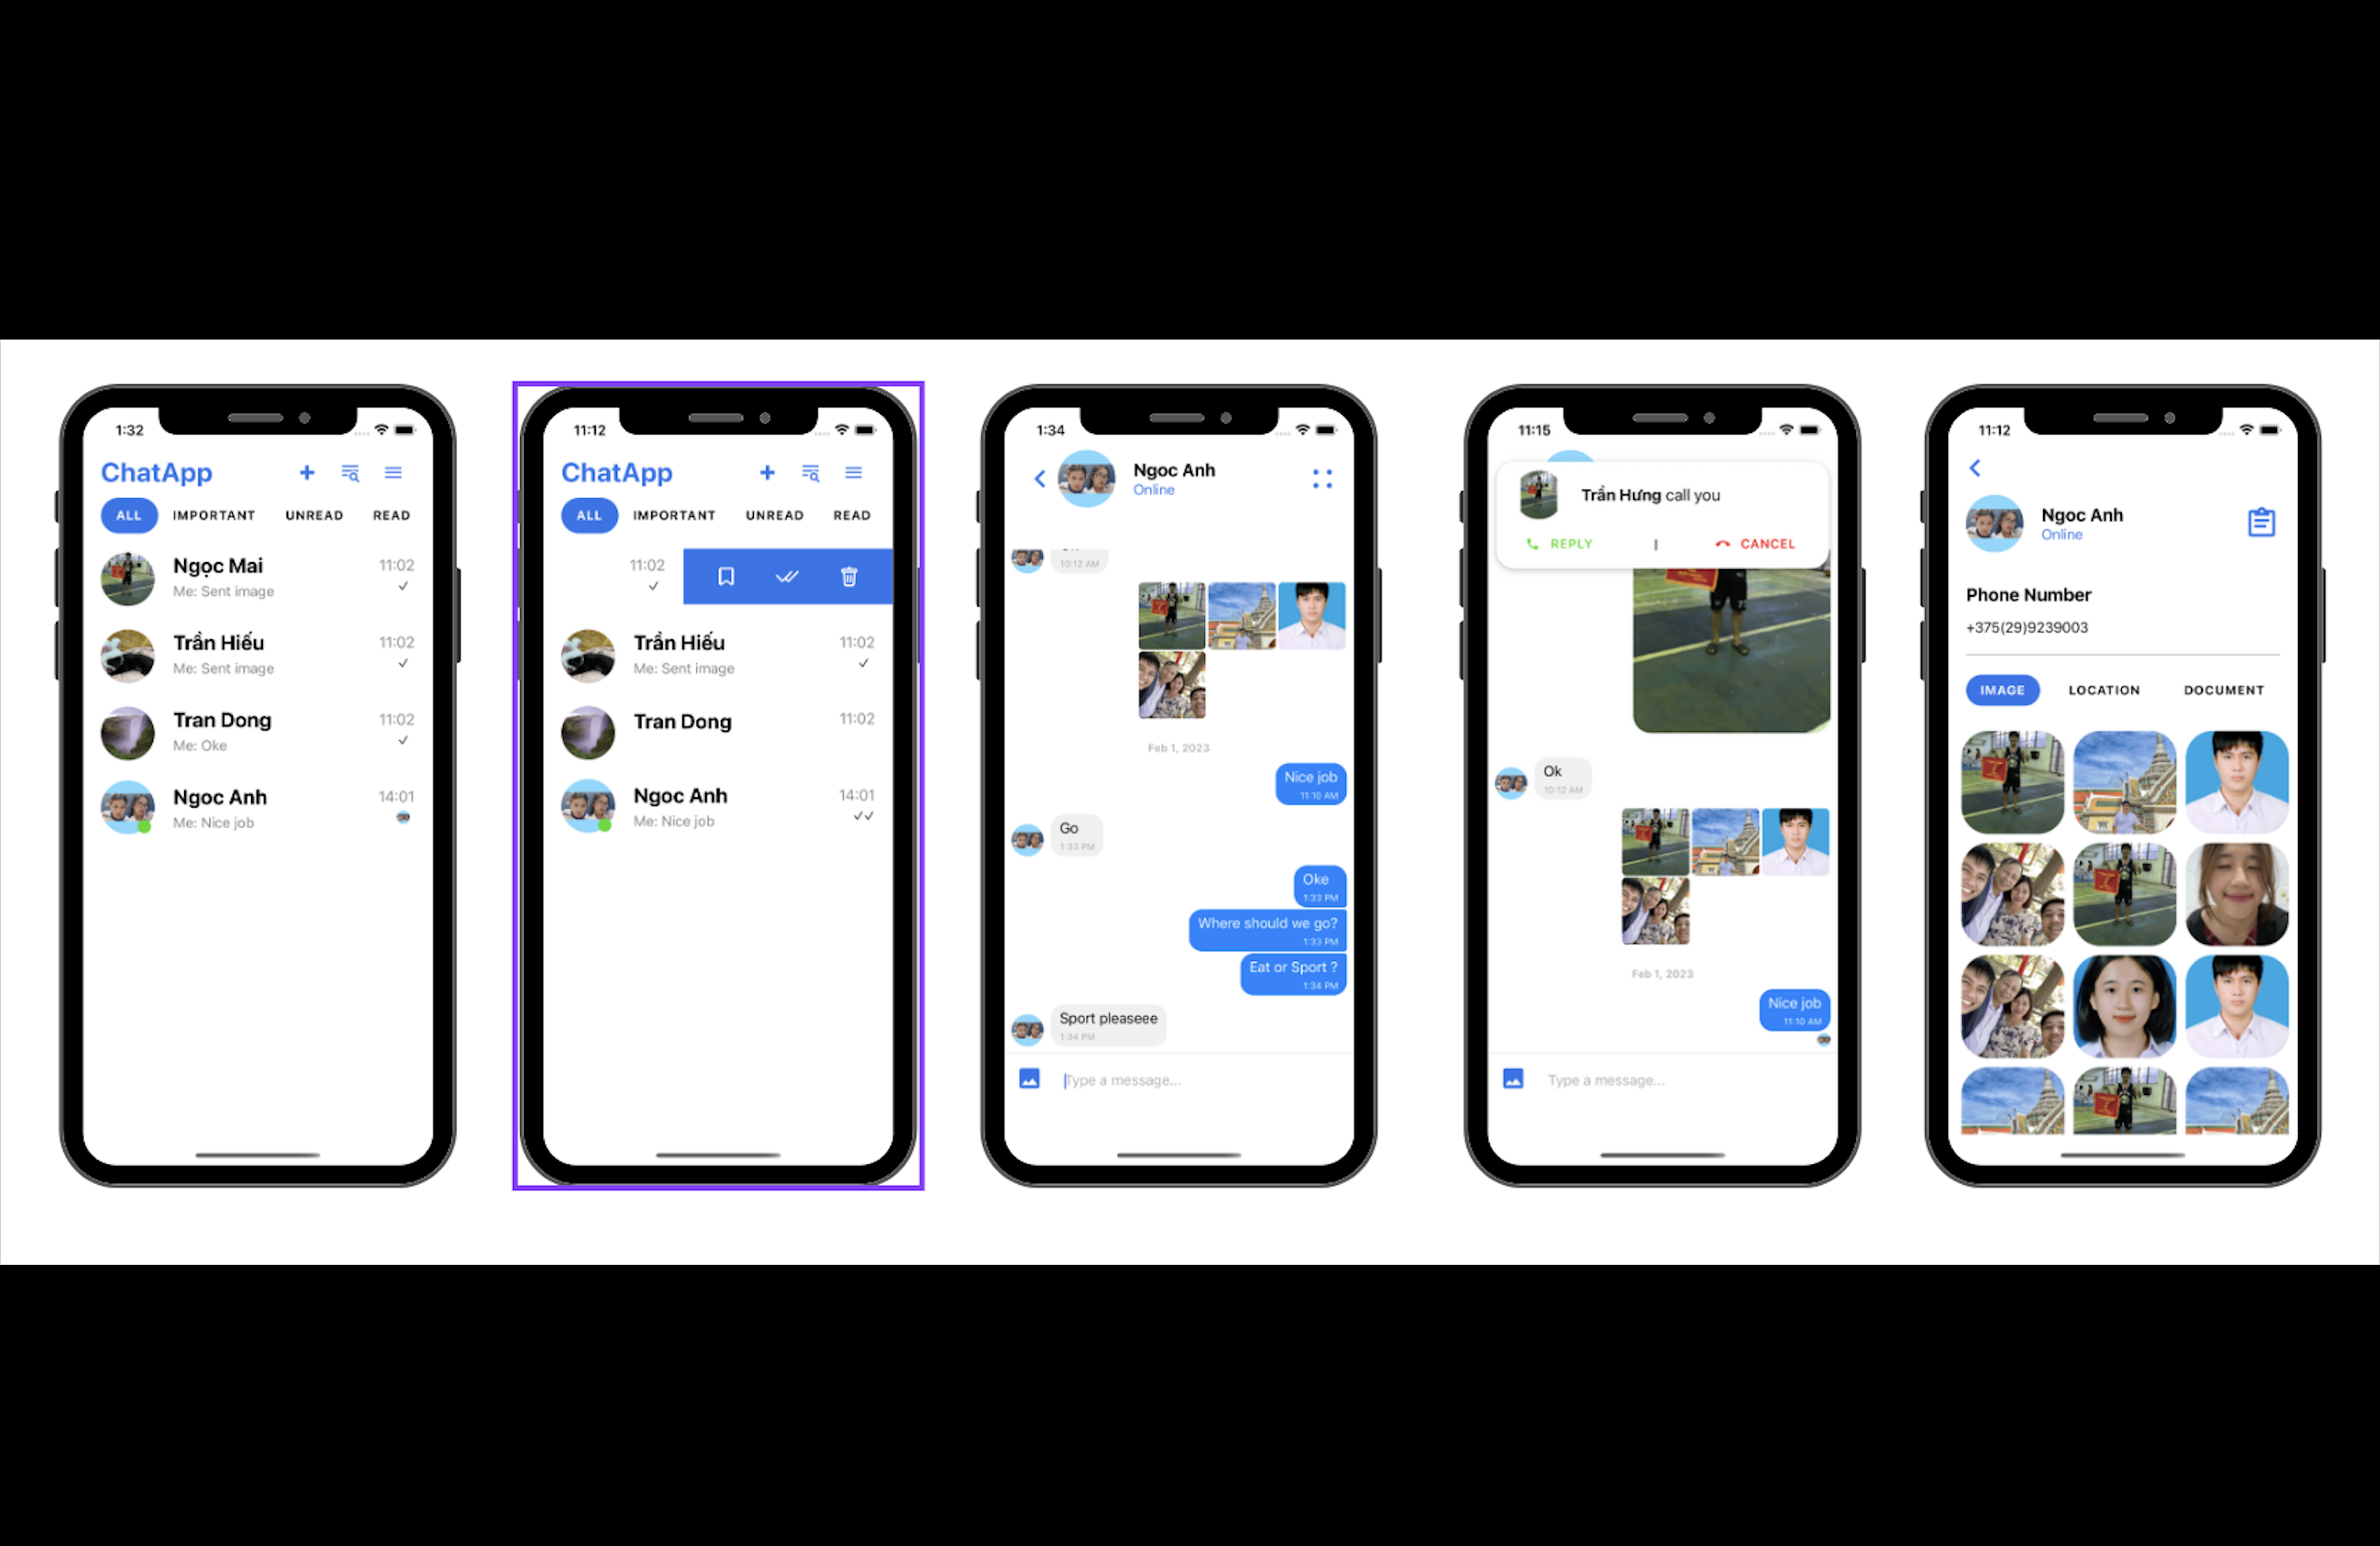 1:32
ChatApp
ALL IMPORTANT UNREAD READ
Ngọc Mai 11:02
Me: Sent image
Trần Hiếu 11:02
Me: Sent image
Tran Dong 11:02
Me: Oke
Ngoc Anh 14:01
Me: Nice job
11:12
ChatApp
ALL IMPORTANT UNREAD READ
11:02
Trần Hiếu 11:02
Me: Sent image
Tran Dong 11:02
Ngoc Anh 14:01
Me: Nice job
1:34
Ngoc Anh
Online
10:12 AM
Feb 1, 2023
Nice job
11:10 AM
Go
1:33 PM
Oke
1:33 PM
Where should we go?
1:33 PM
Eat or Sport ?
1:34 PM
Sport pleaseee
1:34 PM
Type a message...
11:15
Trần Hưng call you
REPLY | CANCEL
Ok
10:12 AM
Feb 1, 2023
Nice job
11:10 AM
Type a message...
11:12
Ngoc Anh
Online
Phone Number
+375(29)9239003
IMAGE LOCATION DOCUMENT